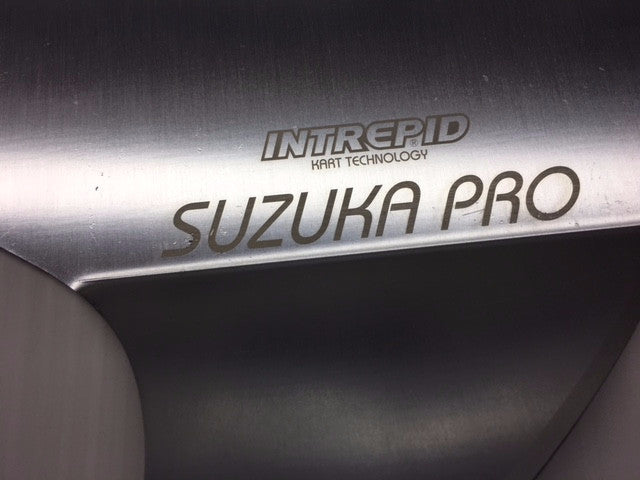 INTREPID®
KART TECHNOLOGY
SUZUKA PRO